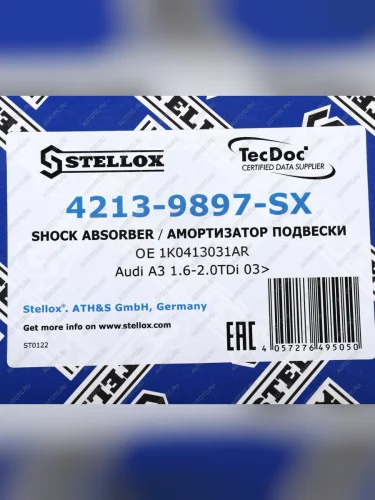 STELLOX
TecDoc
CERTIFIED DATA SUPPLIER
4213-9897-SX
SHOCK ABSORBER / АМОРТИЗАТОР ПОДВЕСКИ
OE 1K0413031AR
Audi A3 1.6-2.0TDi 03>
Stellox®. ATH&S GmbH, Germany
Get more info on www.stellox.com
EAC
4 057276 495050
ST0122